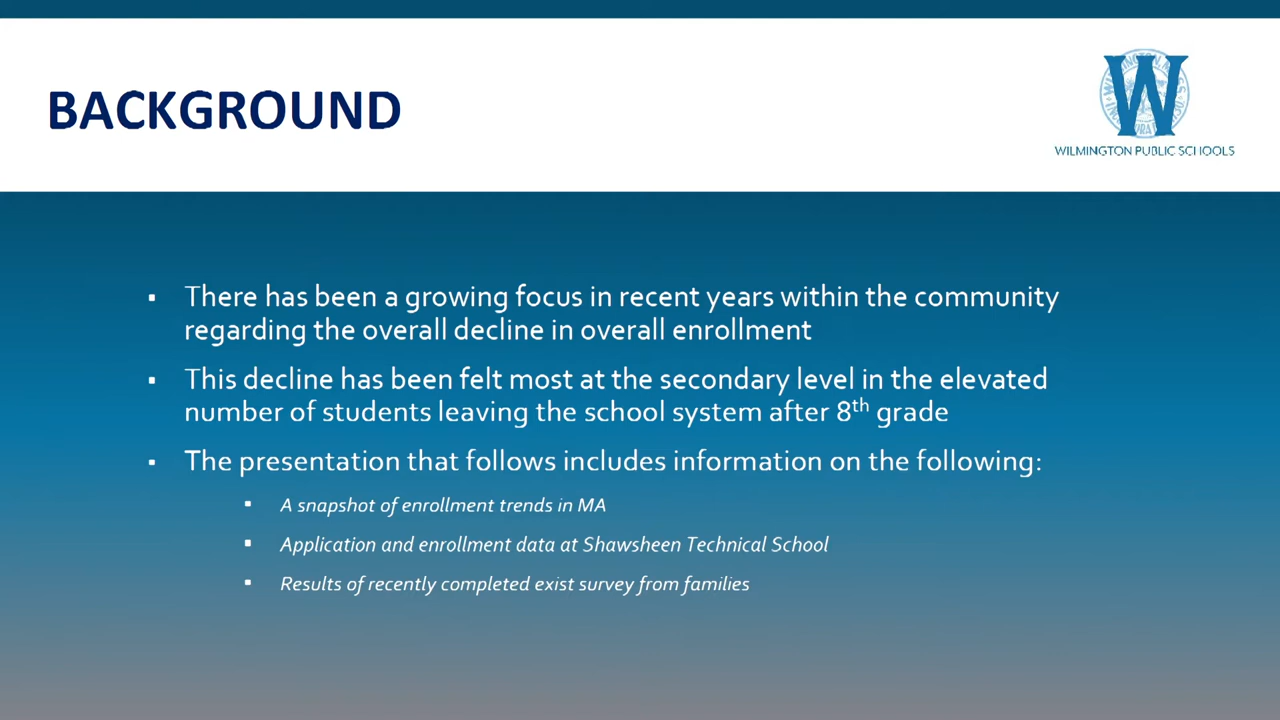 BACKGROUND
W
WILMINGTON PUBLIC SCHOOLS
▪ There has been a growing focus in recent years within the community
regarding the overall decline in overall enrollment
▪ This decline has been felt most at the secondary level in the elevated
number of students leaving the school system after 8th grade
▪ The presentation that follows includes information on the following:
▪ A snapshot of enrollment trends in MA
▪ Application and enrollment data at Shawsheen Technical School
▪ Results of recently completed exist survey from families